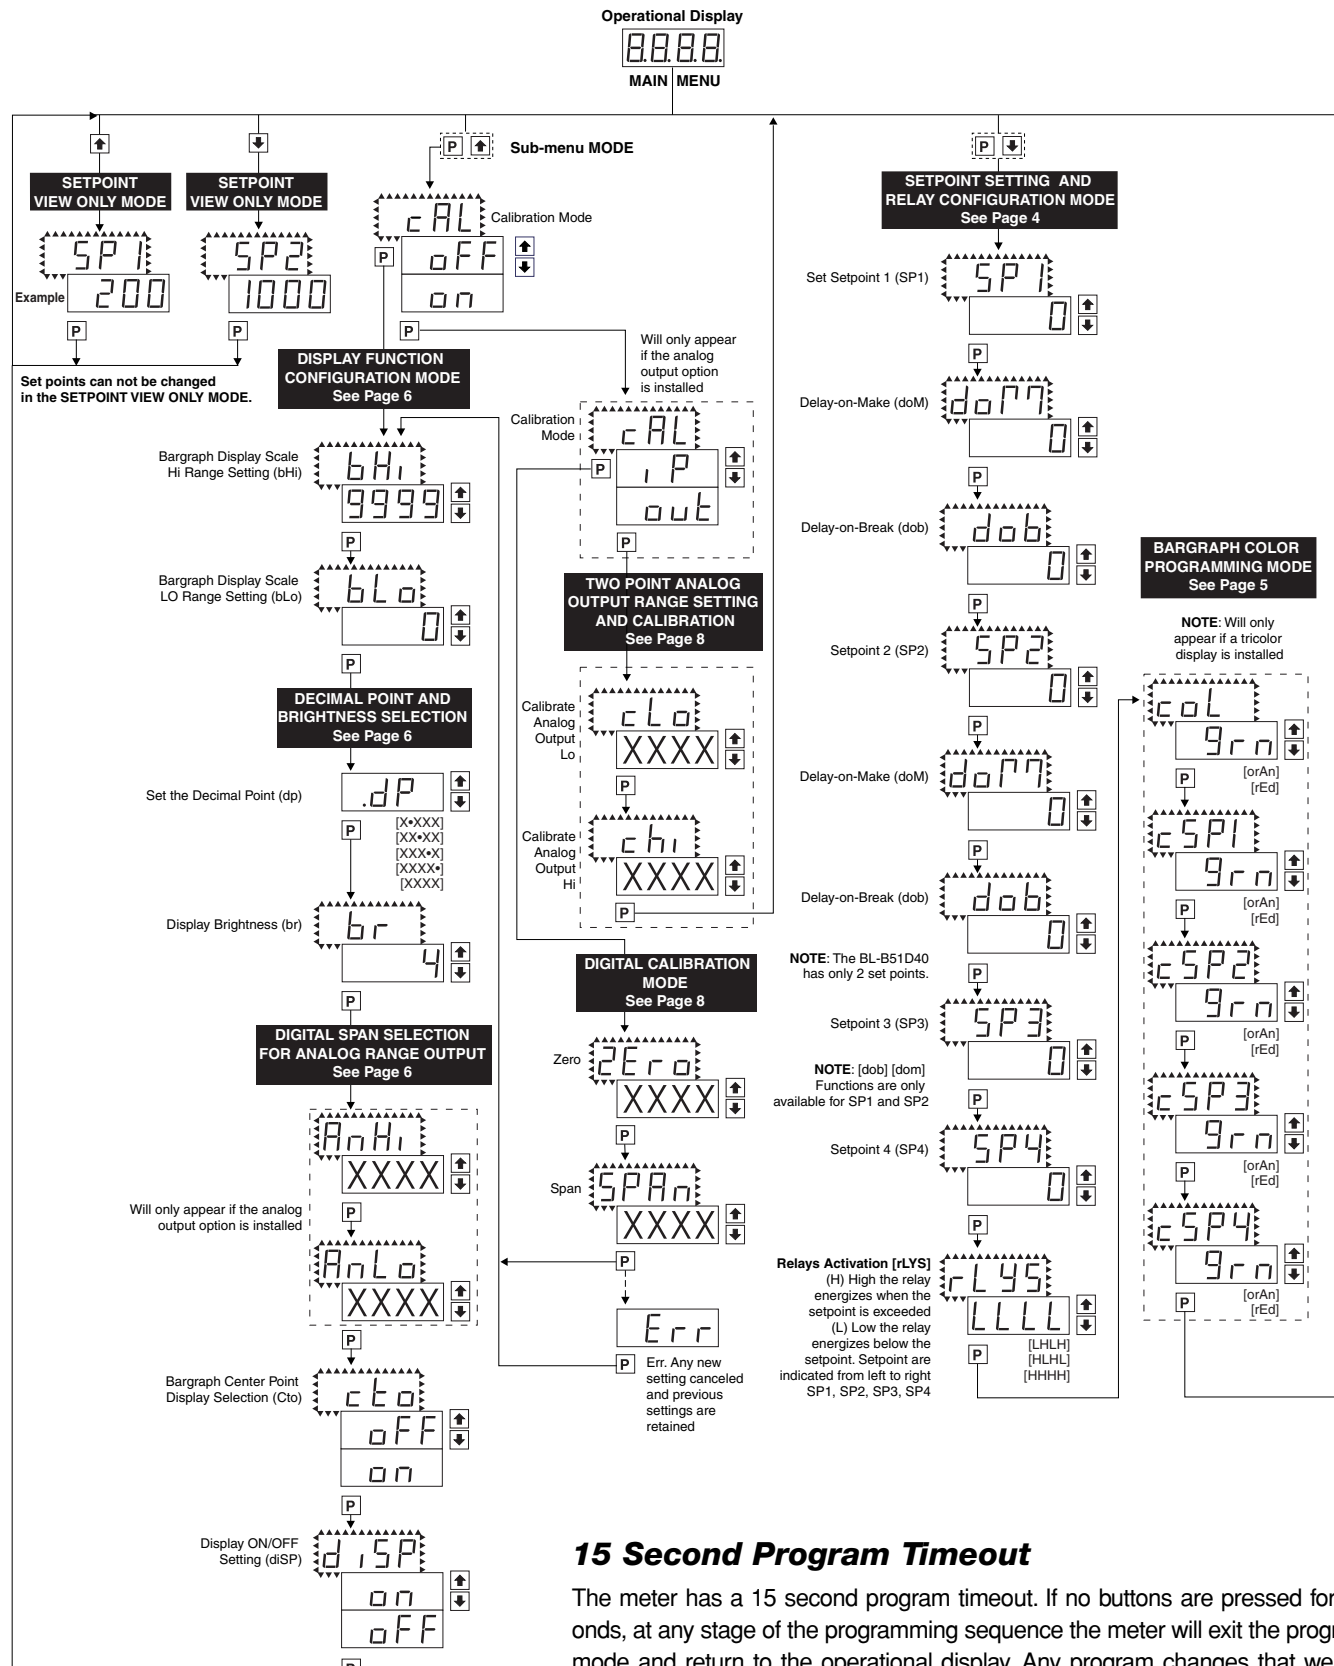 Operational Display
8.8.8.8.
MAIN MENU
P
Sub-menu MODE
P
SETPOINT
VIEW ONLY MODE
SP1
Example
200
P
SETPOINT
VIEW ONLY MODE
SP2
1000
P
Set points can not be changed
in the SETPOINT VIEW ONLY MODE.
cAL
Calibration Mode
P
oFF
on
P
DISPLAY FUNCTION
CONFIGURATION MODE
See Page 6
Bargraph Display Scale
Hi Range Setting (bHi)
bHi
9999
P
Bargraph Display Scale
LO Range Setting (bLo)
bLo
0
P
DECIMAL POINT AND
BRIGHTNESS SELECTION
See Page 6
Set the Decimal Point (dp)
.dP
P
[X•XXX]
[XX•XX]
[XXX•X]
[XXXX•]
[XXXX]
Display Brightness (br)
br
4
P
DIGITAL SPAN SELECTION
FOR ANALOG RANGE OUTPUT
See Page 6
AnHi
XXXX
Will only appear if the analog
output option is installed
P
AnLo
XXXX
P
Bargraph Center Point
Display Selection (Cto)
cto
oFF
on
P
Display ON/OFF
Setting (diSP)
diSP
on
oFF
P
Will only appear
if the analog
output option
is installed
Calibration
Mode
cAL
P
iP
out
P
TWO POINT ANALOG
OUTPUT RANGE SETTING
AND CALIBRATION
See Page 8
Calibrate
Analog
Output
Lo
cLo
XXXX
P
Calibrate
Analog
Output
Hi
chi
XXXX
P
DIGITAL CALIBRATION
MODE
See Page 8
Zero
2Ero
XXXX
P
Span
SPAn
XXXX
P
Err
P
Err. Any new
setting canceled
and previous
settings are
retained
SETPOINT SETTING AND
RELAY CONFIGURATION MODE
See Page 4
Set Setpoint 1 (SP1)
SP1
0
P
Delay-on-Make (doM)
doM
0
P
Delay-on-Break (dob)
dob
0
P
Setpoint 2 (SP2)
SP2
0
P
Delay-on-Make (doM)
doM
0
P
Delay-on-Break (dob)
dob
0
NOTE: The BL-B51D40
has only 2 set points.
P
Setpoint 3 (SP3)
SP3
0
NOTE: [dob] [dom]
Functions are only
available for SP1 and SP2
P
Setpoint 4 (SP4)
SP4
0
P
Relays Activation [rLYS]
(H) High the relay
energizes when the
setpoint is exceeded
(L) Low the relay
energizes below the
setpoint. Setpoint are
indicated from left to right
SP1, SP2, SP3, SP4
rLYS
LLLL
P
[LHLH]
[HLHL]
[HHHH]
BARGRAPH COLOR
PROGRAMMING MODE
See Page 5
NOTE: Will only
appear if a tricolor
display is installed
coL
grn
P
[orAn]
[rEd]
cSP1
grn
P
[orAn]
[rEd]
cSP2
grn
P
[orAn]
[rEd]
cSP3
grn
P
[orAn]
[rEd]
cSP4
grn
P
[orAn]
[rEd]
15 Second Program Timeout
The meter has a 15 second program timeout. If no buttons are pressed for
onds, at any stage of the programming sequence the meter will exit the progr
mode and return to the operational display. Any program changes that we